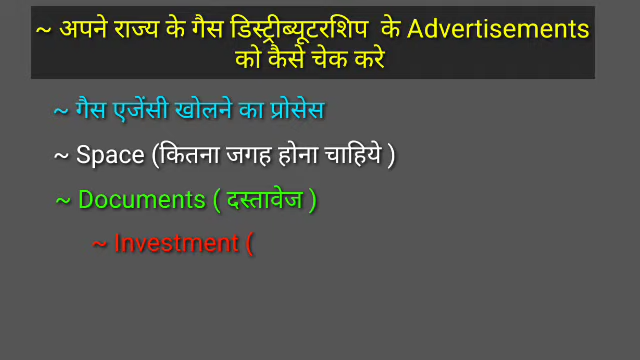 ~ अपने राज्य के गैस डिस्ट्रीब्यूटरशिप के Advertisements
को कैसे चेक करे
~ गैस एजेंसी खोलने का प्रोसेस
~ Space (कितना जगह होना चाहिये )
~ Documents ( दस्तावेज )
~ Investment (